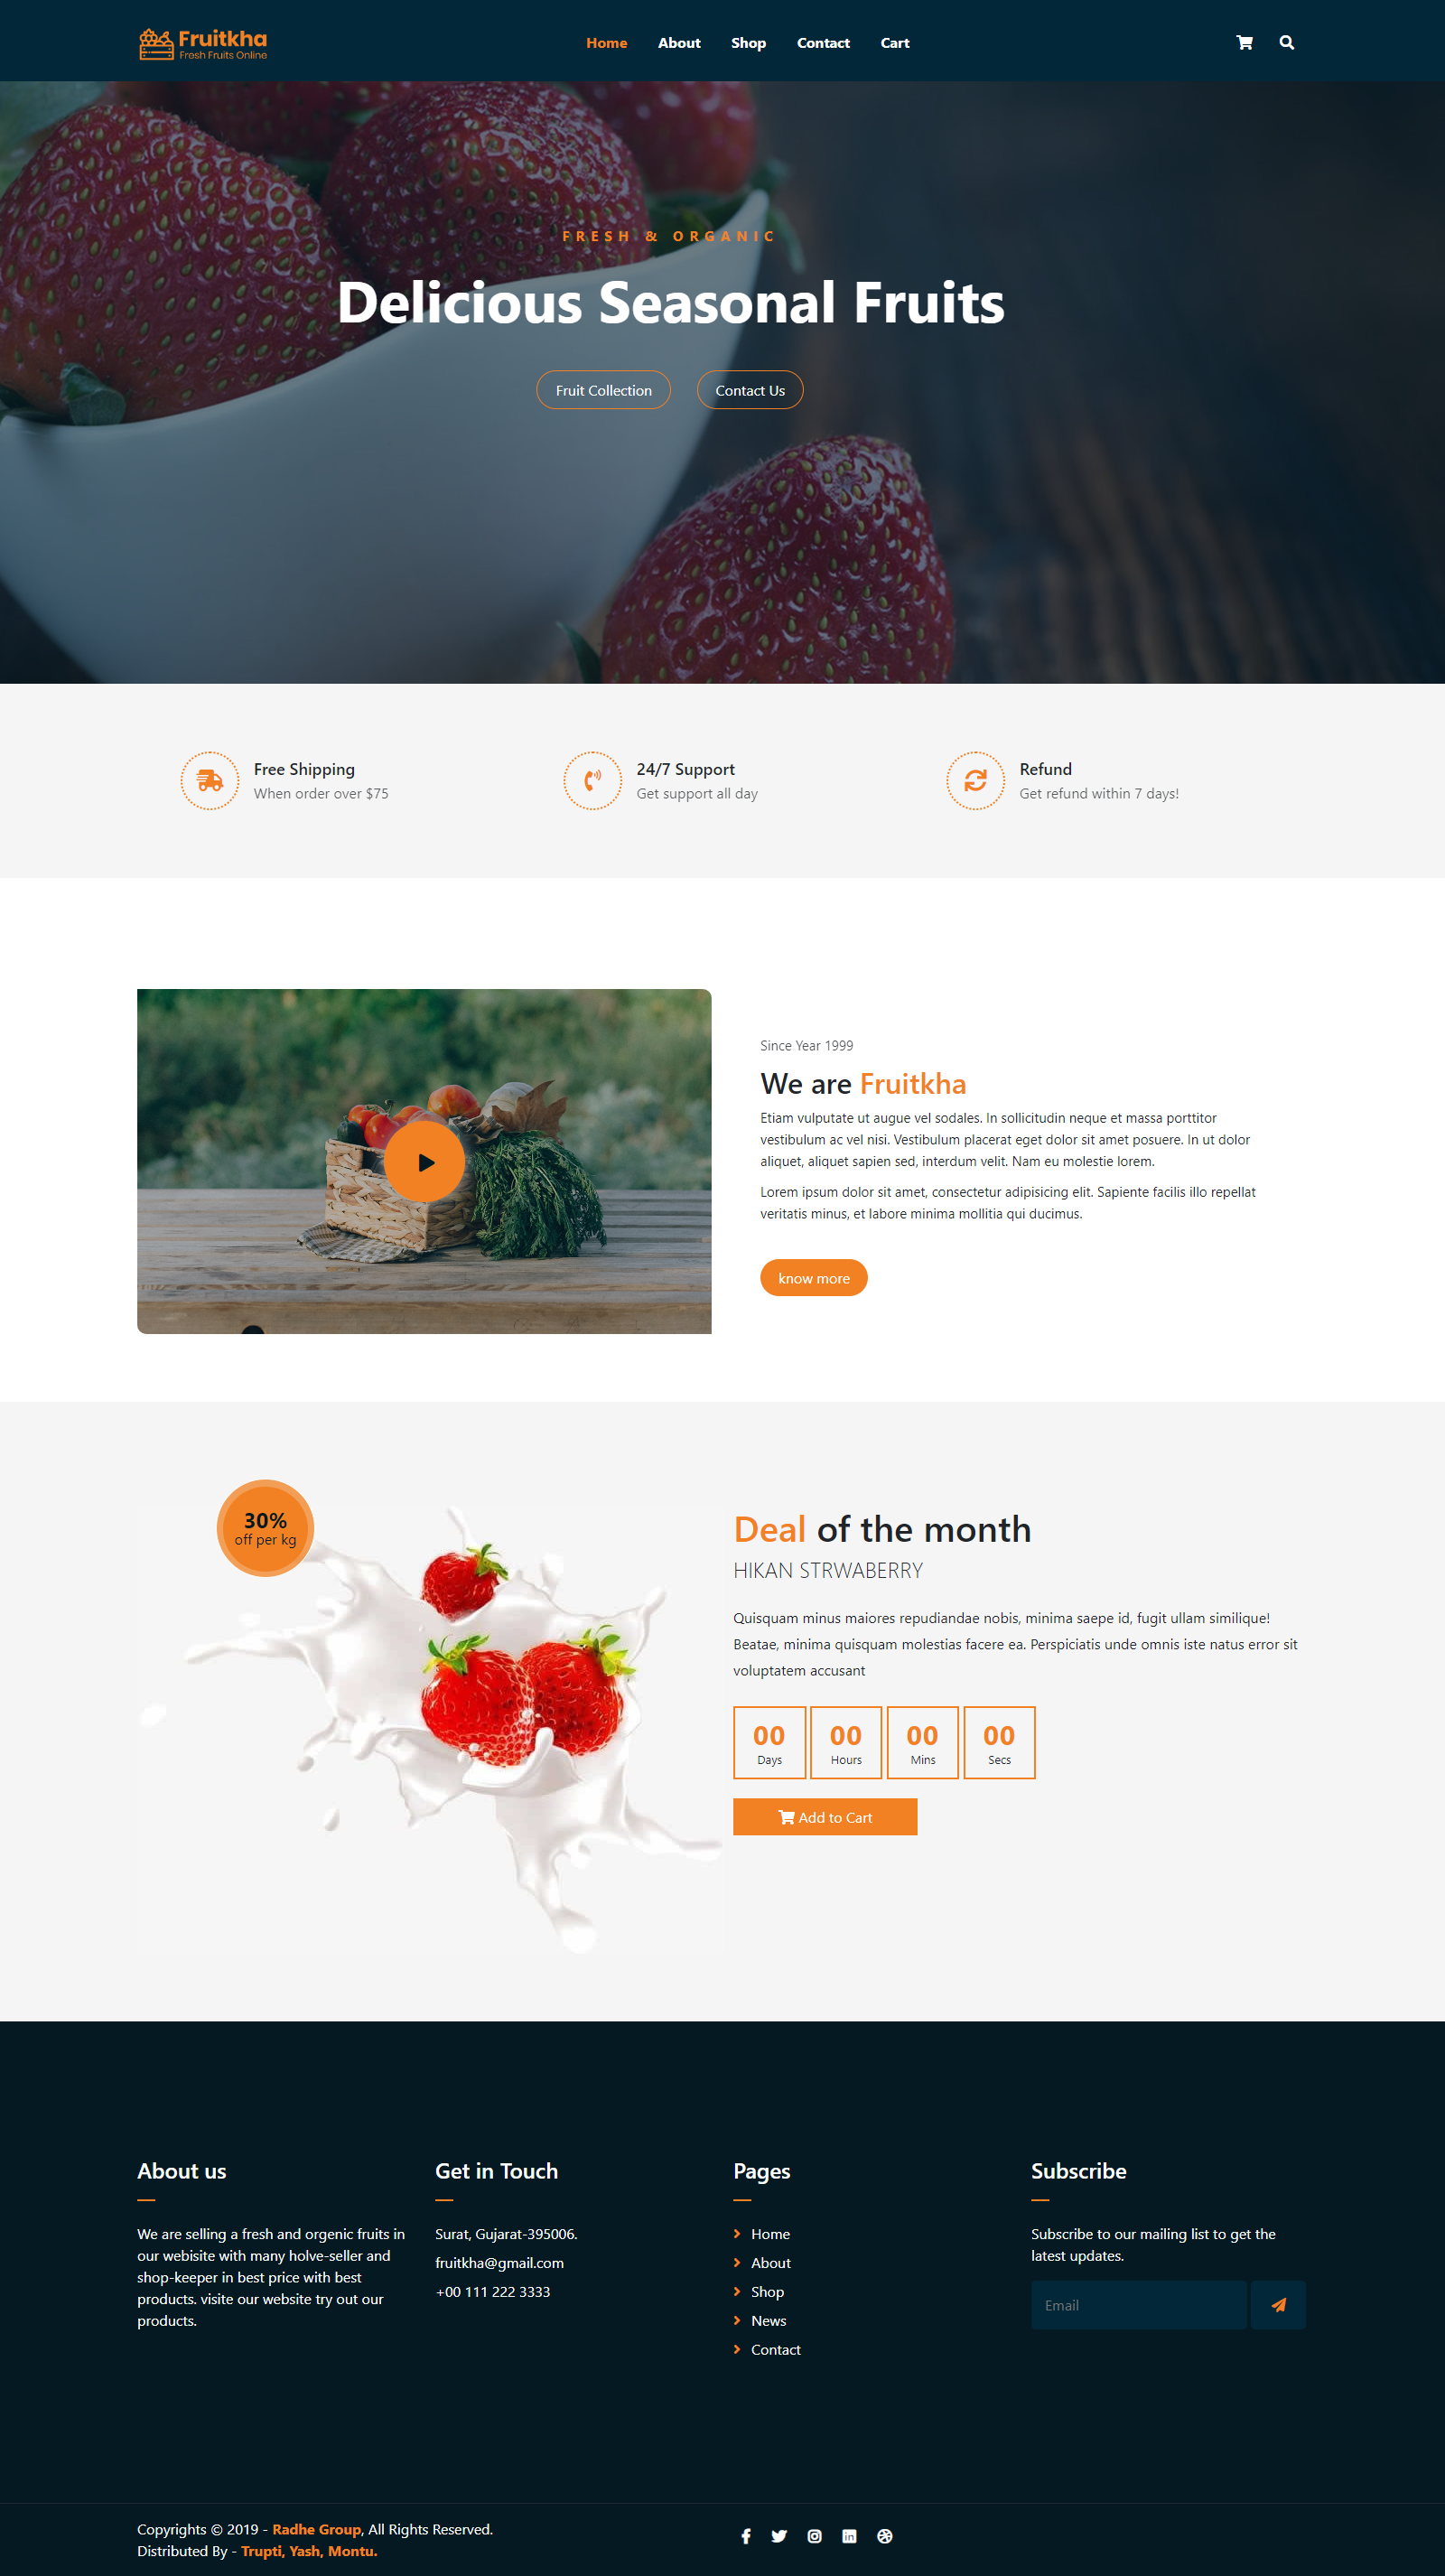 Fruitkha
Fresh Fruits Online
Home About Shop Contact Cart
FRESH & ORGANIC
Delicious Seasonal Fruits
Fruit Collection Contact Us
Free Shipping
When order over $75
24/7 Support
Get support all day
Refund
Get refund within 7 days!
Since Year 1999
We are Fruitkha
Etiam vulputate ut augue vel sodales. In sollicitudin neque et massa porttitor
vestibulum ac vel nisi. Vestibulum placerat eget dolor sit amet posuere. In ut dolor
aliquet, aliquet sapien sed, interdum velit. Nam eu molestie lorem.
Lorem ipsum dolor sit amet, consectetur adipisicing elit. Sapiente facilis illo repellat
veritatis minus, et labore minima mollitia qui ducimus.
know more
30%
off per kg
Deal of the month
HIKAN STRWABERRY
Quisquam minus maiores repudiandae nobis, minima saepe id, fugit ullam similique!
Beatae, minima quisquam molestias facere ea. Perspiciatis unde omnis iste natus error sit
voluptatem accusant
00 00 00 00
Days Hours Mins Secs
Add to Cart
About us
We are selling a fresh and orgenic fruits in
our webisite with many holve-seller and
shop-keeper in best price with best
products. visite our website try out our
products.
Get in Touch
Surat, Gujarat-395006.
fruitkha@gmail.com
+00 111 222 3333
Pages
Home
About
Shop
News
Contact
Subscribe
Subscribe to our mailing list to get the
latest updates.
Email
Copyrights © 2019 - Radhe Group, All Rights Reserved.
Distributed By - Trupti, Yash, Montu.